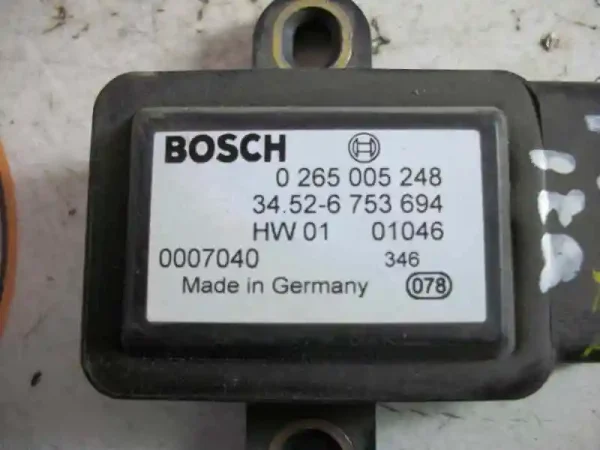 BOSCH
0 265 005 248
34.52-6 753 694
HW 01 01046
0007040 346
Made in Germany 078